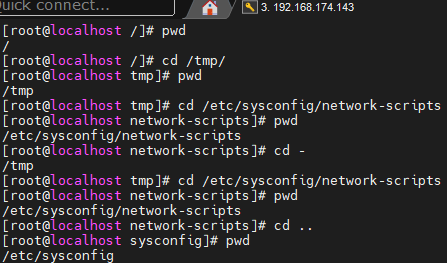 Quick connect...
3. 192.168.174.143
[root@localhost /]# pwd
/
[root@localhost /]# cd /tmp/
[root@localhost tmp]# pwd
/tmp
[root@localhost tmp]# cd /etc/sysconfig/network-scripts
[root@localhost network-scripts]# pwd
/etc/sysconfig/network-scripts
[root@localhost network-scripts]# cd -
/tmp
[root@localhost tmp]# cd /etc/sysconfig/network-scripts
[root@localhost network-scripts]# pwd
/etc/sysconfig/network-scripts
[root@localhost network-scripts]# cd ..
[root@localhost sysconfig]# pwd
/etc/sysconfig